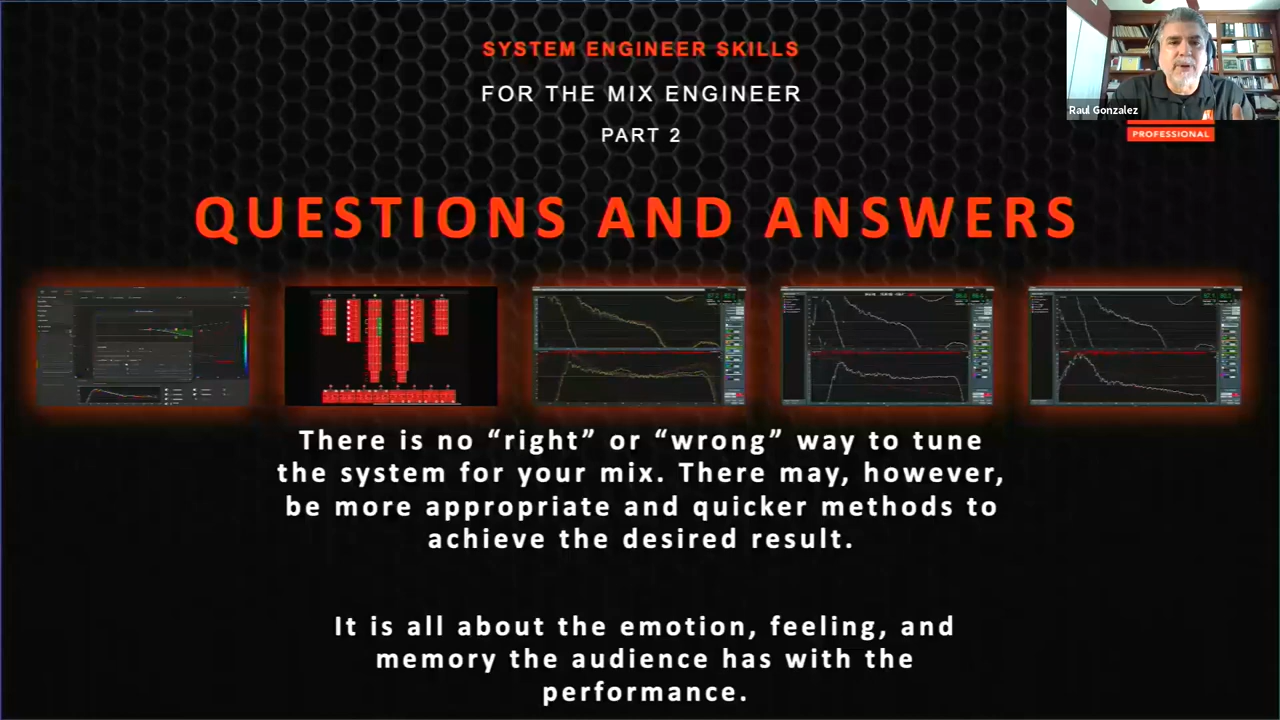 SYSTEM ENGINEER SKILLS
FOR THE MIX ENGINEER
PART 2
Raul Gonzalez
PROFESSIONAL
QUESTIONS AND ANSWERS
There is no “right” or “wrong” way to tune
the system for your mix. There may, however,
be more appropriate and quicker methods to
achieve the desired result.
It is all about the emotion, feeling, and
memory the audience has with the
performance.